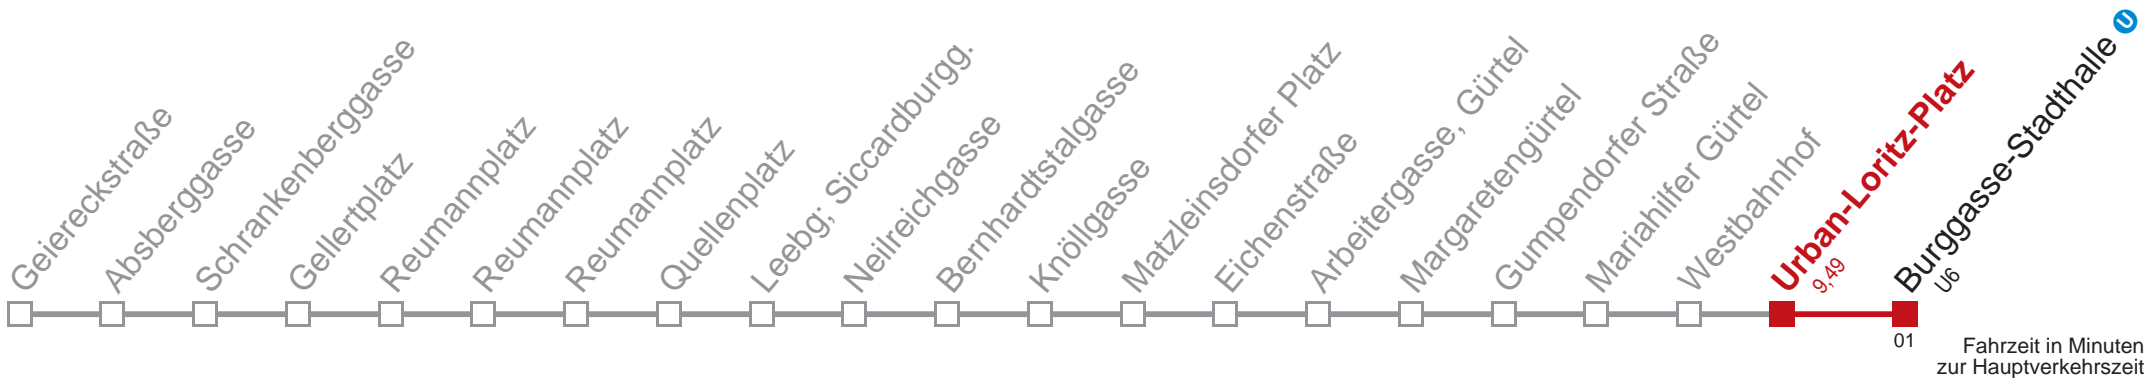 Geiereckstraße
Absberggasse
Schrankenberggasse
Gellertplatz
Reumannplatz
Reumannplatz
Reumannplatz
Quellenplatz
Leebg; Siccardburgg.
Neilreichgasse
Bernhardtstalgasse
Knöllgasse
Matzleinsdorfer Platz
Eichenstraße
Arbeitergasse, Gürtel
Margaretengürtel
Gumpendorfer Straße
Mariahilfer Gürtel
Westbahnhof
Urban-Loritz-Platz
9,49
Burggasse-Stadthalle U
U6
01
Fahrzeit in Minuten
zur Hauptverkehrszeit